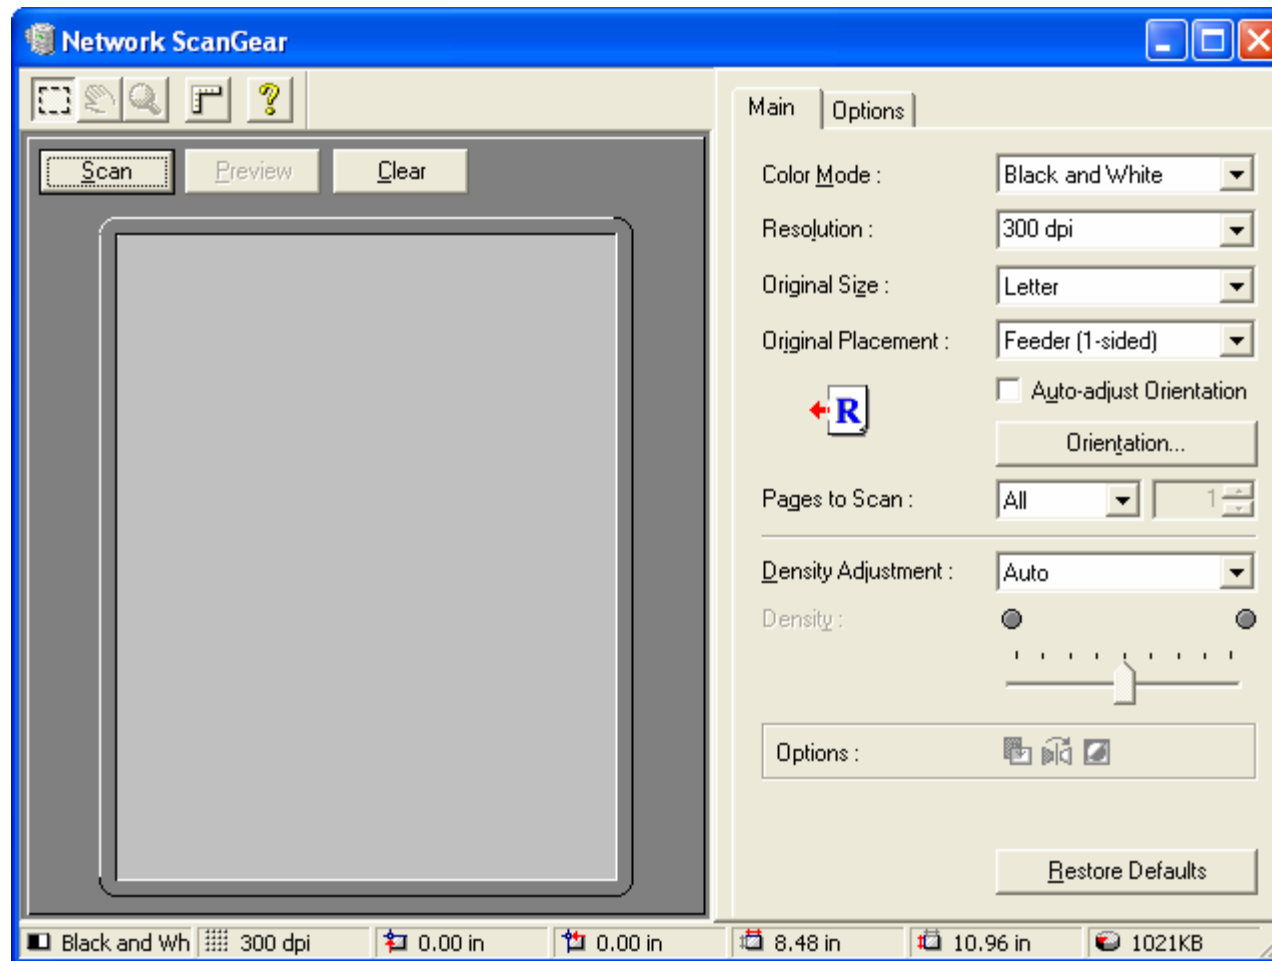 Network ScanGear
Main
Options
Scan
Preview
Clear
Color Mode :
Black and White
Resolution :
300 dpi
Original Size :
Letter
Original Placement :
Feeder (1-sided)
Auto-adjust Orientation
R
Orientation...
Pages to Scan :
All
1
Density Adjustment :
Auto
Density :
Options :
Restore Defaults
Black and Wh
300 dpi
0.00 in
0.00 in
8.48 in
10.96 in
1021KB